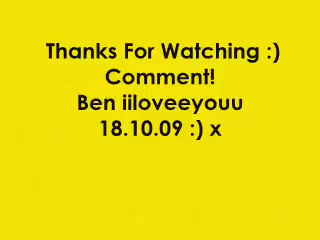 Thanks For Watching :)
Comment!
Ben iiloveeyouu
18.10.09 :) x